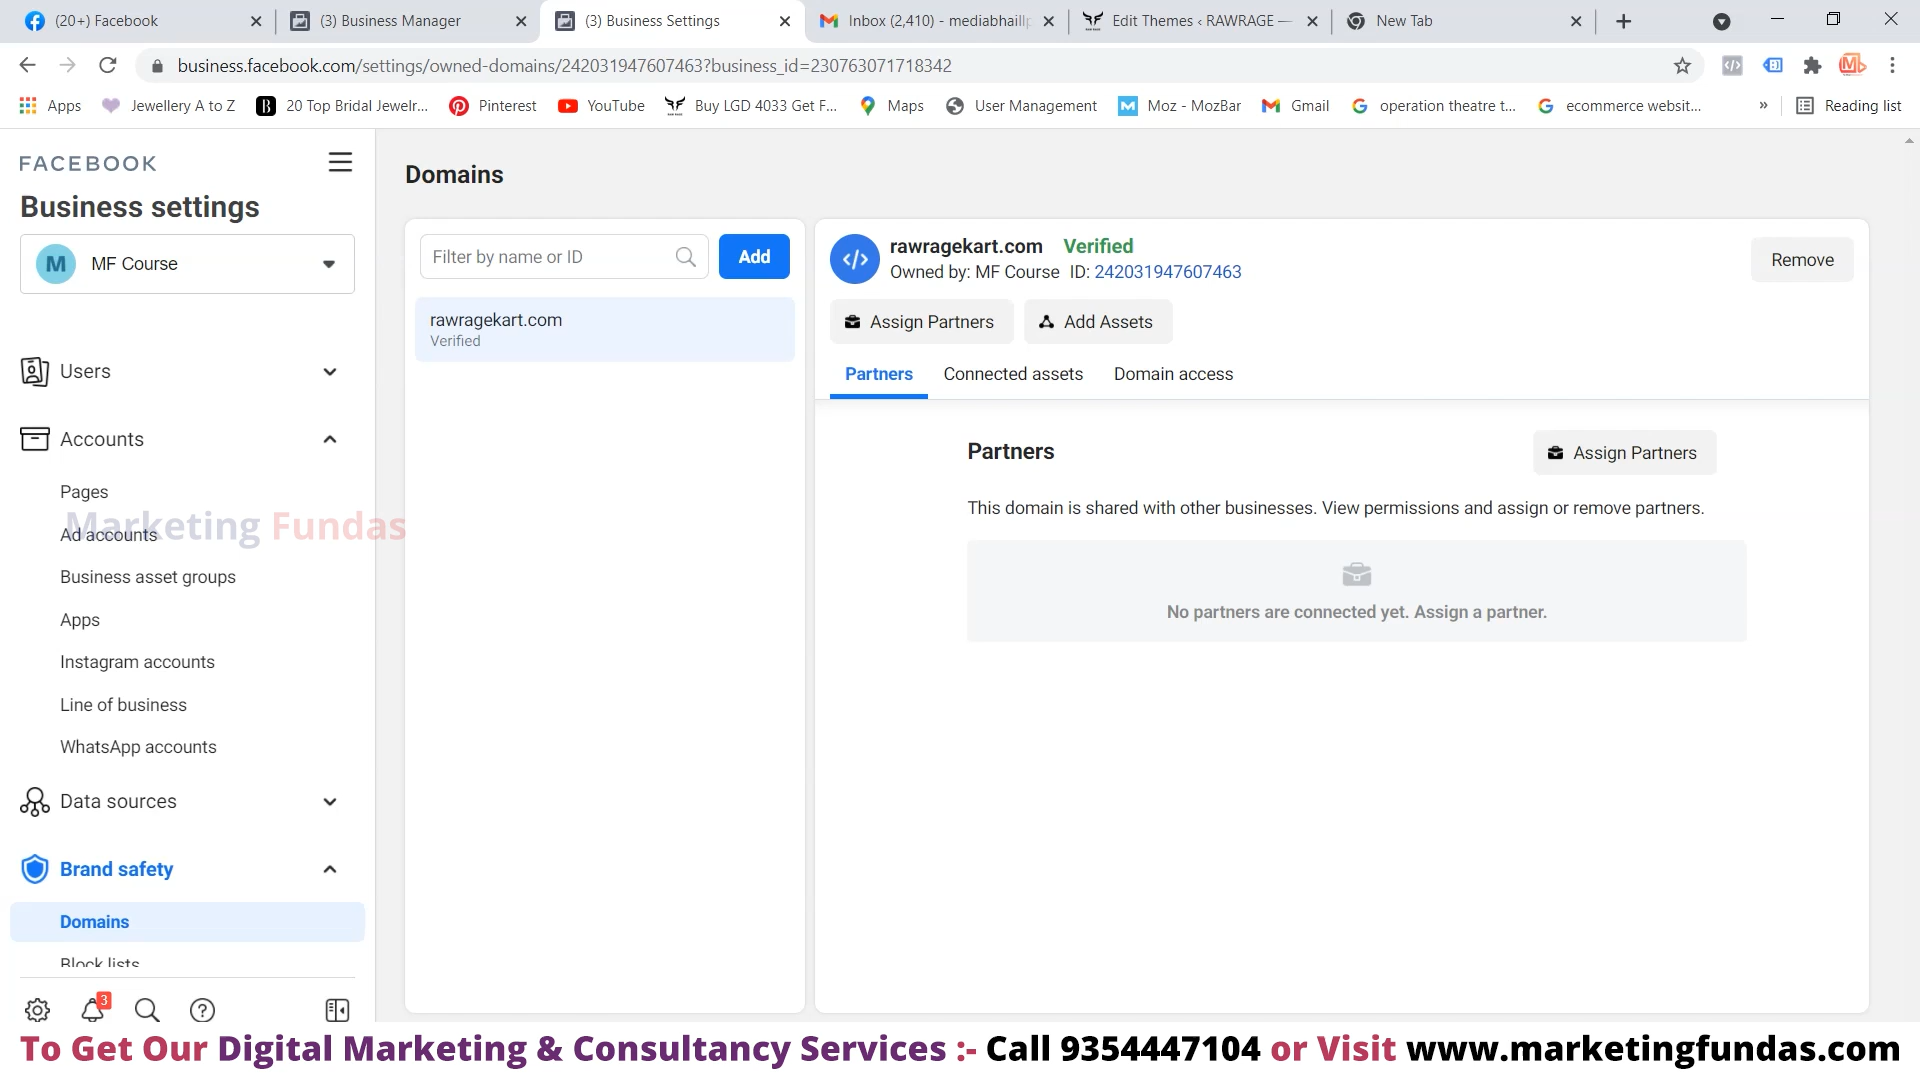 (20+) Facebook
(3) Business Manager
(3) Business Settings
Inbox (2,410) - mediabhaillp
Edit Themes ‹ RAWRAGE —
New Tab
business.facebook.com/settings/owned-domains/242031947607463?business_id=230763071718342
Apps
Jewellery A to Z
20 Top Bridal Jewelr...
Pinterest
YouTube
Buy LGD 4033 Get F...
Maps
User Management
Moz - MozBar
Gmail
operation theatre t...
ecommerce websit...
»
Reading list
FACEBOOK
Business settings
M MF Course
Users
Accounts
Pages
Ad accounts
Business asset groups
Apps
Instagram accounts
Line of business
WhatsApp accounts
Data sources
Brand safety
Domains
Block lists
3
Marketing Fundas
Domains
Filter by name or ID
Add
rawragekart.com
Verified
rawragekart.com Verified
Owned by: MF Course ID: 242031947607463
Remove
Assign Partners
Add Assets
Partners
Connected assets
Domain access
Partners
Assign Partners
This domain is shared with other businesses. View permissions and assign or remove partners.
No partners are connected yet. Assign a partner.
To Get Our Digital Marketing & Consultancy Services :- Call 9354447104 or Visit www.marketingfundas.com